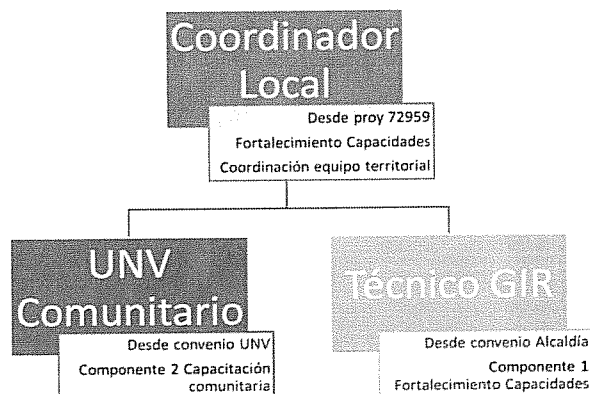 Coordinador
Local
Desde proy 72959
Fortalecimiento Capacidades
Coordinación equipo territorial
UNV
Comunitario
Desde convenio UNV
Componente 2 Capacitación
comunitaria
Técnico GIR
Desde convenio Alcaldía
Componente 1
Fortalecimiento Capacidades